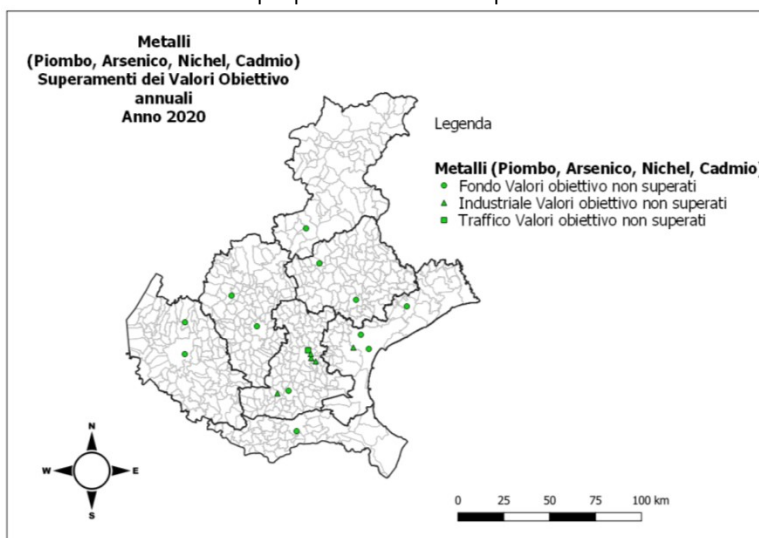 Metalli
(Piombo, Arsenico, Nichel, Cadmio)
Superamenti dei Valori Obiettivo
annuali
Anno 2020
Legenda
Metalli (Piombo, Arsenico, Nichel, Cadmio)
Fondo Valori obiettivo non superati
Industriale Valori obiettivo non superati
Traffico Valori obiettivo non superati
N
W E
S
0 25 50 75 100 km